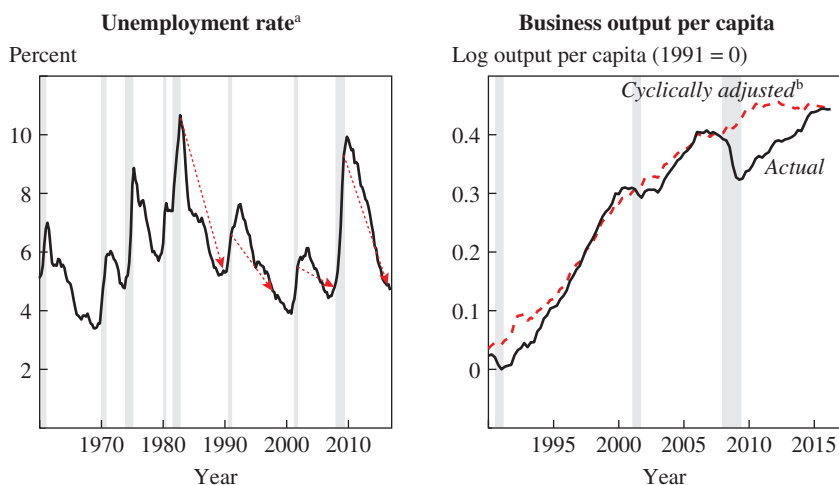 Unemployment rateᵃ
Percent
10
8
6
4
2
1970 1980 1990 2000 2010
Year
Business output per capita
Log output per capita (1991 = 0)
Cyclically adjustedᵇ
0.4
Actual
0.3
0.2
0.1
0
1995 2000 2005 2010 2015
Year